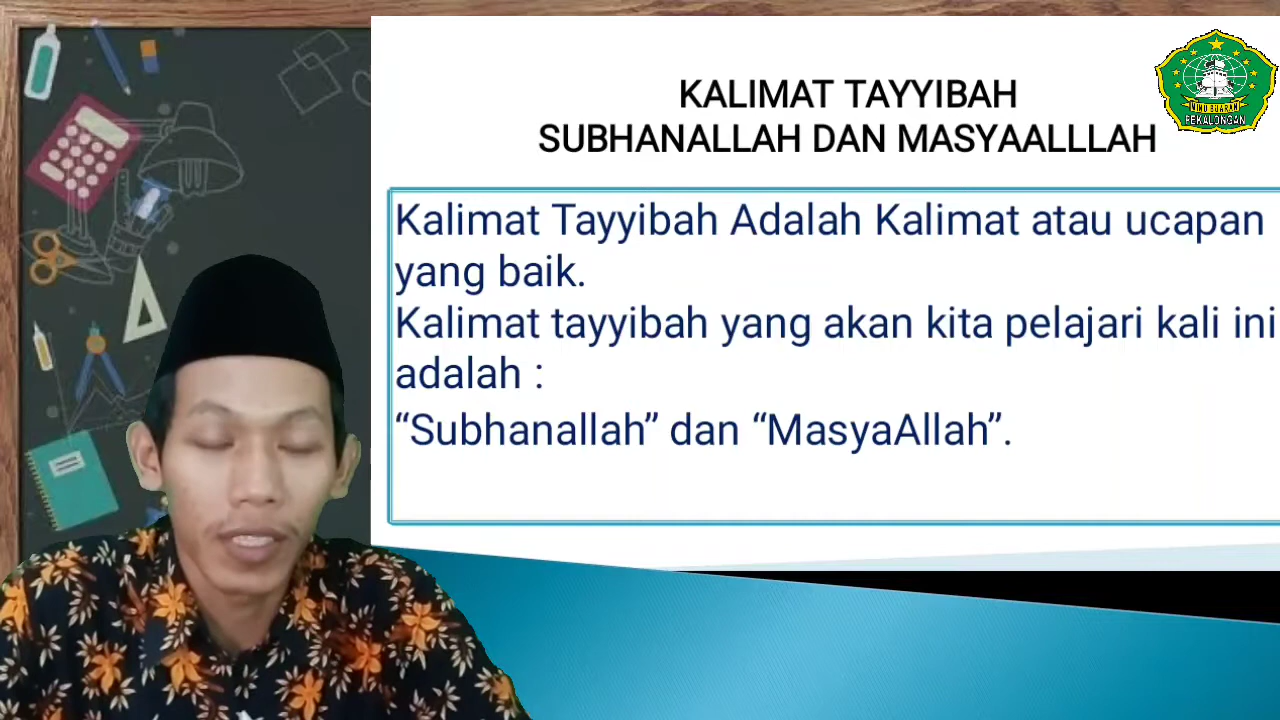 KALIMAT TAYYIBAH
SUBHANALLAH DAN MASYAALLLAH
PEKALONGAN
Kalimat Tayyibah Adalah Kalimat atau ucapan
yang baik.
Kalimat tayyibah yang akan kita pelajari kali ini
adalah :
“Subhanallah” dan “MasyaAllah”.